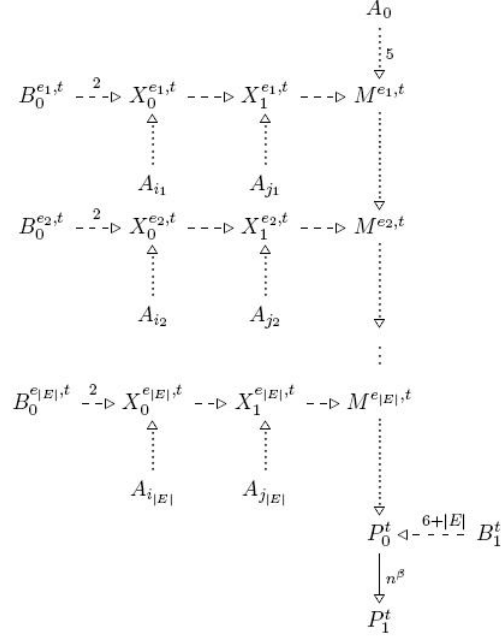 A_0
5
B_0^{e_1,t} 2 X_0^{e_1,t} X_1^{e_1,t} M^{e_1,t}
A_{i_1} A_{j_1}
B_0^{e_2,t} 2 X_0^{e_2,t} X_1^{e_2,t} M^{e_2,t}
A_{i_2} A_{j_2}
⋮
B_0^{e_{|E|},t} 2 X_0^{e_{|E|},t} X_1^{e_{|E|},t} M^{e_{|E|},t}
A_{i_{|E|}} A_{j_{|E|}}
P_0^t 6+|E| B_1^t
n^β
P_1^t